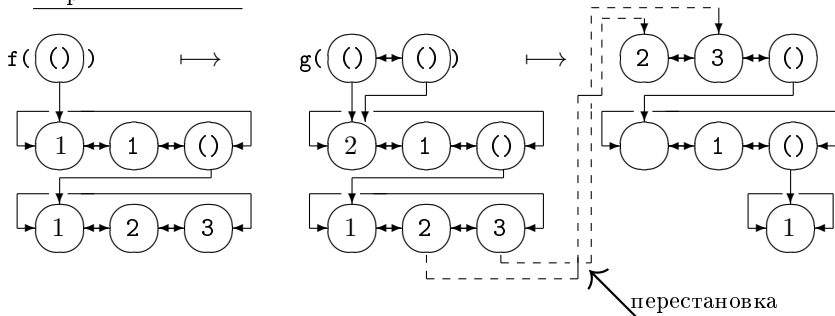 f( () ) ⟼ g( () () ) ⟼ 2 3 ()
1 1 () 2 1 () 1 ()
1 2 3 1 2 3 1
перестановка